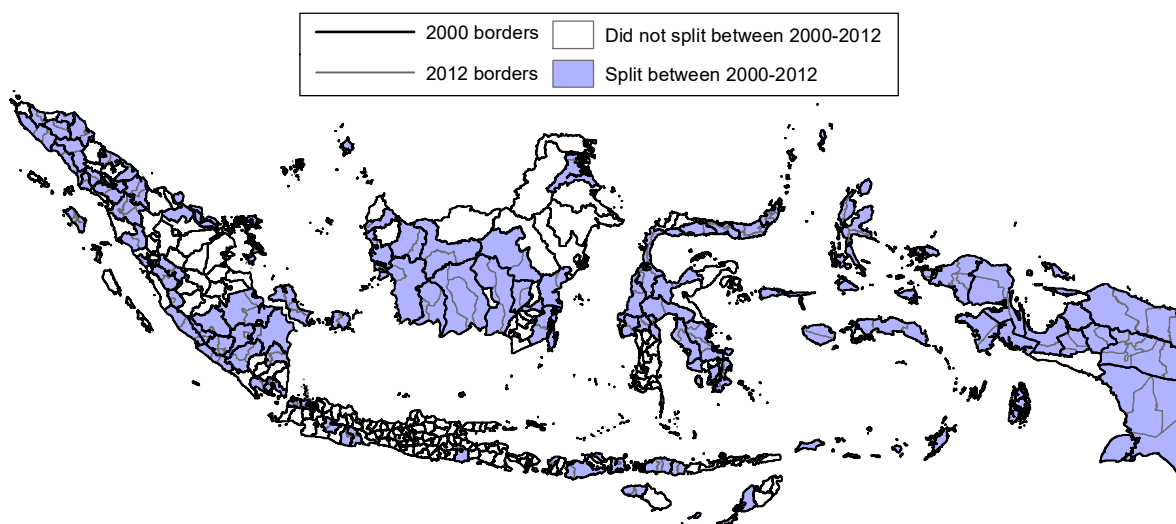 2000 borders
Did not split between 2000-2012
2012 borders
Split between 2000-2012